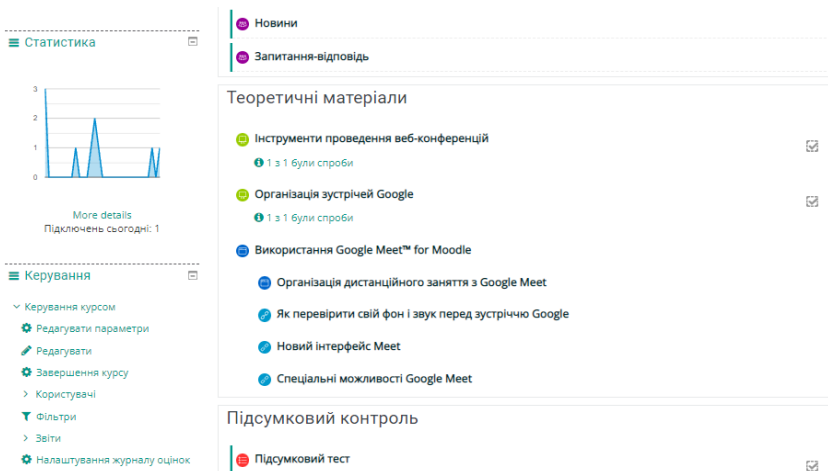 Статистика
3
2
1
0
More details
Підключень сьогодні: 1
Керування
Керування курсом
Редагувати параметри
Редагувати
Завершення курсу
Користувачі
Фільтри
Звіти
Налаштування журналу оцінок
Новини
Запитання-відповідь
Теоретичні матеріали
Інструменти проведення веб-конференцій
1 з 1 були спроби
Організація зустрічей Google
1 з 1 були спроби
Використання Google Meet™ for Moodle
Організація дистанційного заняття з Google Meet
Як перевірити свій фон і звук перед зустріччю Google
Новий інтерфейс Meet
Спеціальні можливості Google Meet
Підсумковий контроль
Підсумковий тест